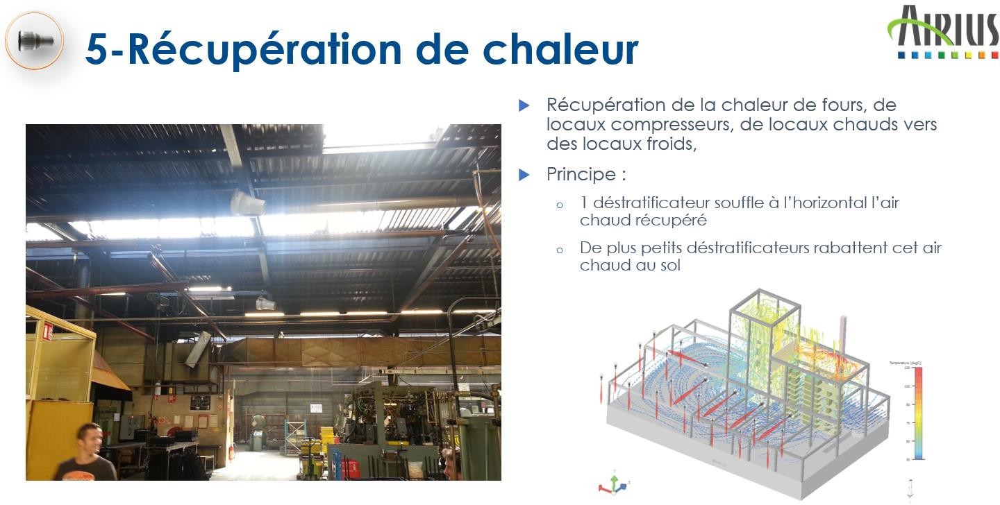 5-Récupération de chaleur
AIRIUS
Récupération de la chaleur de fours, de
locaux compresseurs, de locaux chauds vers
des locaux froids,
Principe :
1 déstratificateur souffle à l'horizontal l'air
chaud récupéré
De plus petits déstratificateurs rabattent cet air
chaud au sol
Temperature [degC]